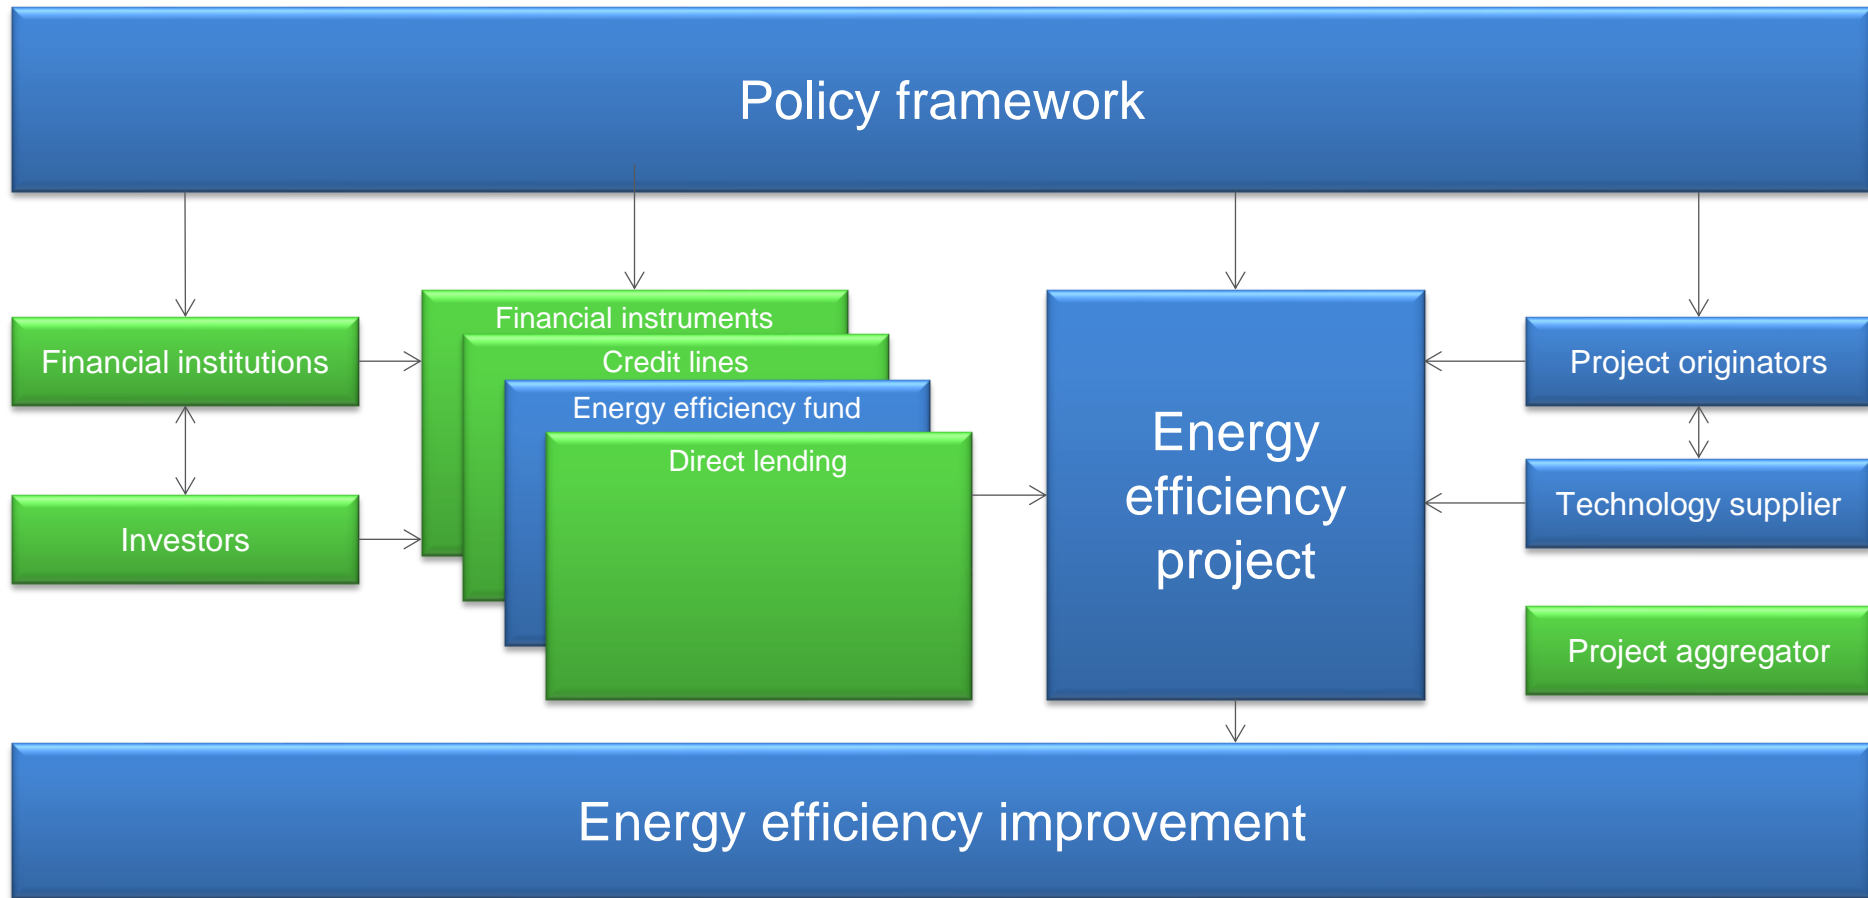 Policy framework
Financial institutions
Investors
Financial instruments
Credit lines
Energy efficiency fund
Direct lending
Energy
efficiency
project
Project originators
Technology supplier
Project aggregator
Energy efficiency improvement